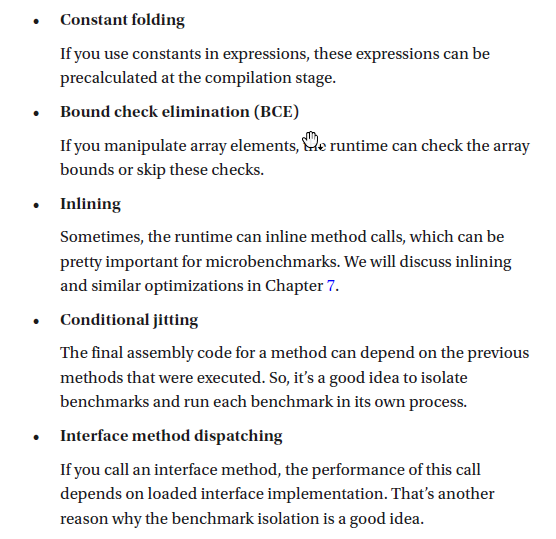 • Constant folding
If you use constants in expressions, these expressions can be
precalculated at the compilation stage.
• Bound check elimination (BCE)
If you manipulate array elements, the runtime can check the array
bounds or skip these checks.
• Inlining
Sometimes, the runtime can inline method calls, which can be
pretty important for microbenchmarks. We will discuss inlining
and similar optimizations in Chapter 7.
• Conditional jitting
The final assembly code for a method can depend on the previous
methods that were executed. So, it’s a good idea to isolate
benchmarks and run each benchmark in its own process.
• Interface method dispatching
If you call an interface method, the performance of this call
depends on loaded interface implementation. That’s another
reason why the benchmark isolation is a good idea.